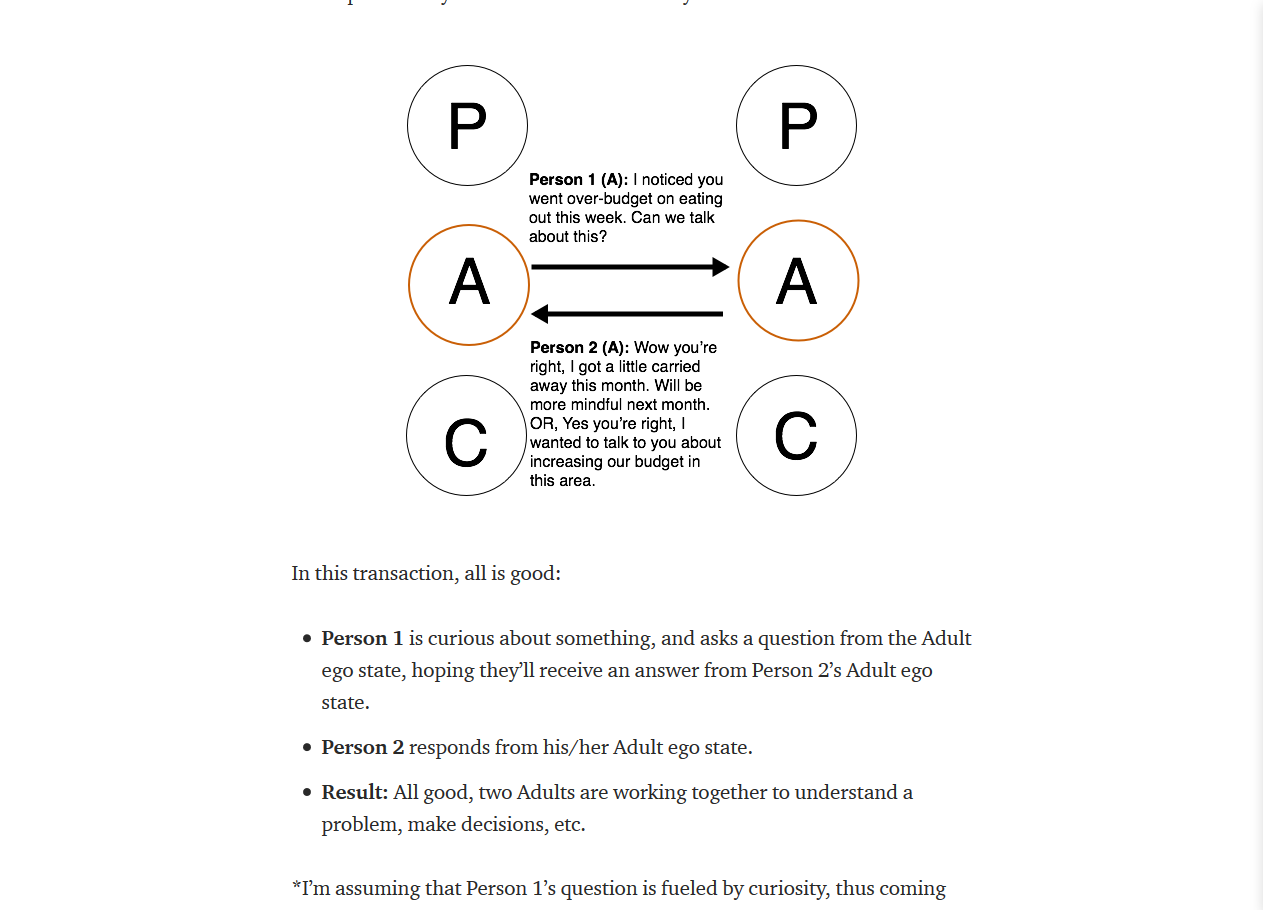 P
P
Person 1 (A): I noticed you
went over-budget on eating
out this week. Can we talk
about this?
A
A
Person 2 (A): Wow you're
right, I got a little carried
away this month. Will be
more mindful next month.
OR, Yes you're right, I
wanted to talk to you about
increasing our budget in
this area.
C
C
In this transaction, all is good:
• Person 1 is curious about something, and asks a question from the Adult
ego state, hoping they'll receive an answer from Person 2's Adult ego
state.
• Person 2 responds from his/her Adult ego state.
• Result: All good, two Adults are working together to understand a
problem, make decisions, etc.
*I'm assuming that Person 1's question is fueled by curiosity, thus coming